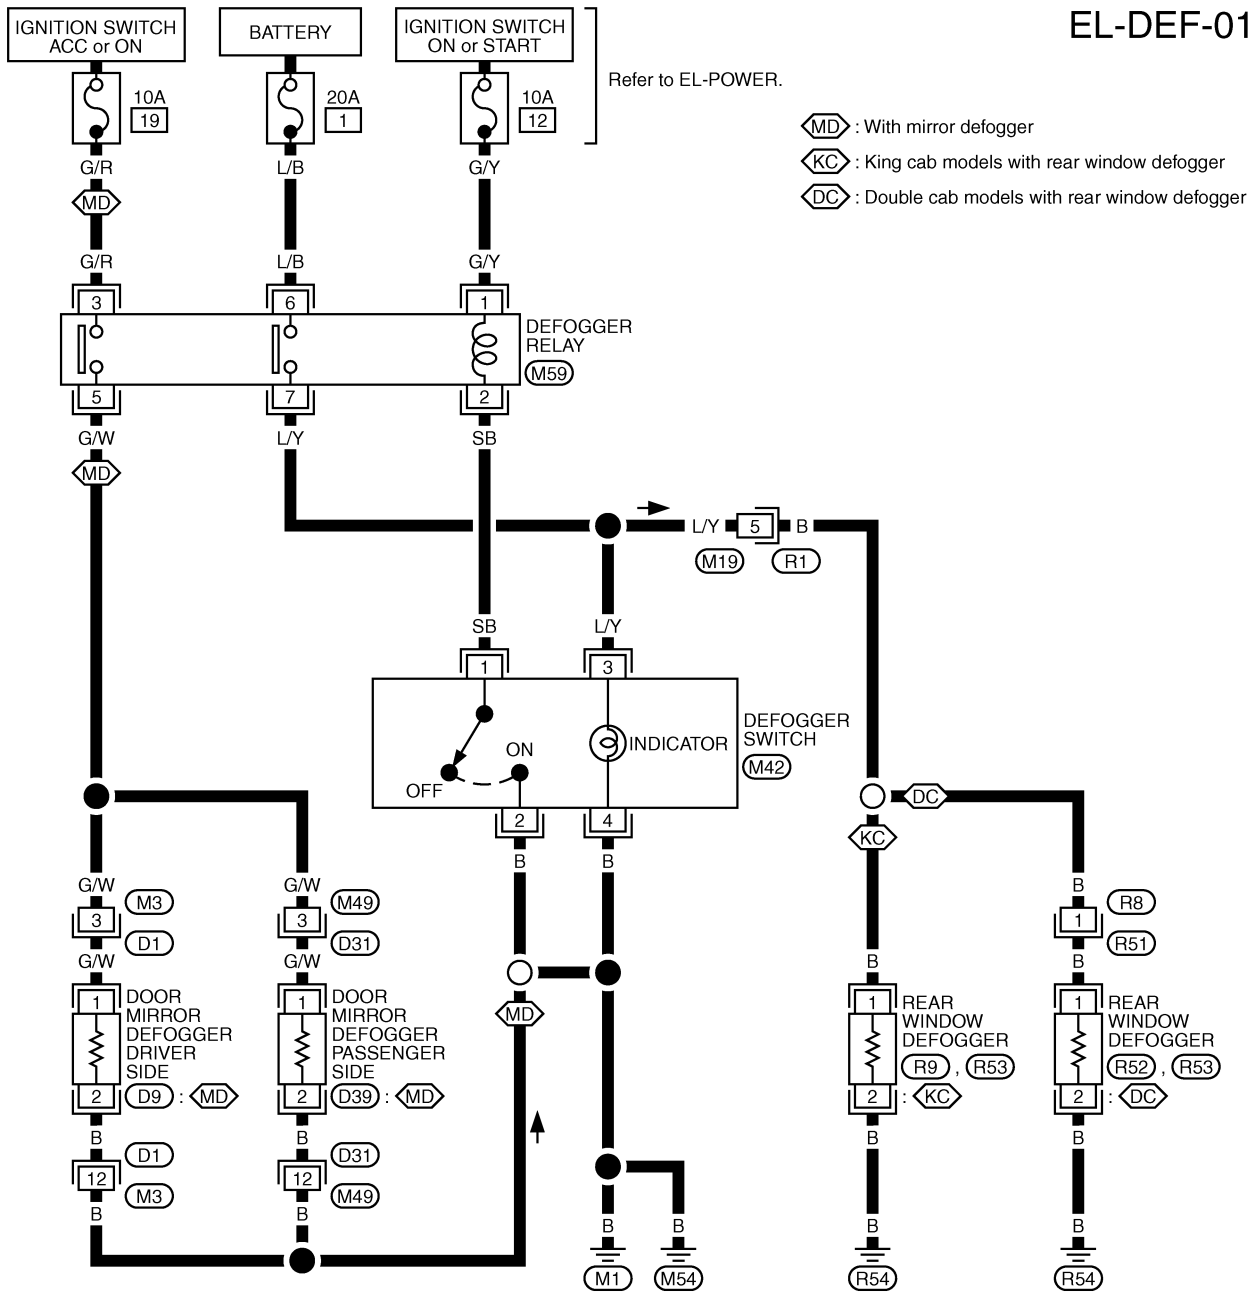 EL-DEF-01
IGNITION SWITCH
ACC or ON
BATTERY
IGNITION SWITCH
ON or START
Refer to EL-POWER.
10A
19
20A
1
10A
12
MD : With mirror defogger
KC : King cab models with rear window defogger
DC : Double cab models with rear window defogger
G/R
L/B
G/Y
MD
G/R
L/B
G/Y
3
6
1
DEFOGGER
RELAY
M59
5
7
2
G/W
L/Y
SB
MD
L/Y
5
B
M19
R1
SB
L/Y
1
3
ON
OFF
INDICATOR
DEFOGGER
SWITCH
M42
2
4
B
B
DC
KC
G/W
G/W
B
3
M3
D1
3
M49
D31
1
R8
R51
G/W
G/W
B
B
1
DOOR
MIRROR
DEFOGGER
DRIVER
SIDE
2
D9 : MD
1
DOOR
MIRROR
DEFOGGER
PASSENGER
SIDE
2
D39 : MD
MD
1
REAR
WINDOW
DEFOGGER
R9 , R53
2
: KC
1
REAR
WINDOW
DEFOGGER
R52 , R53
2
: DC
B
B
B
B
12
D1
M3
12
D31
M49
B
B
B
B
B
B
M1
M54
R54
R54